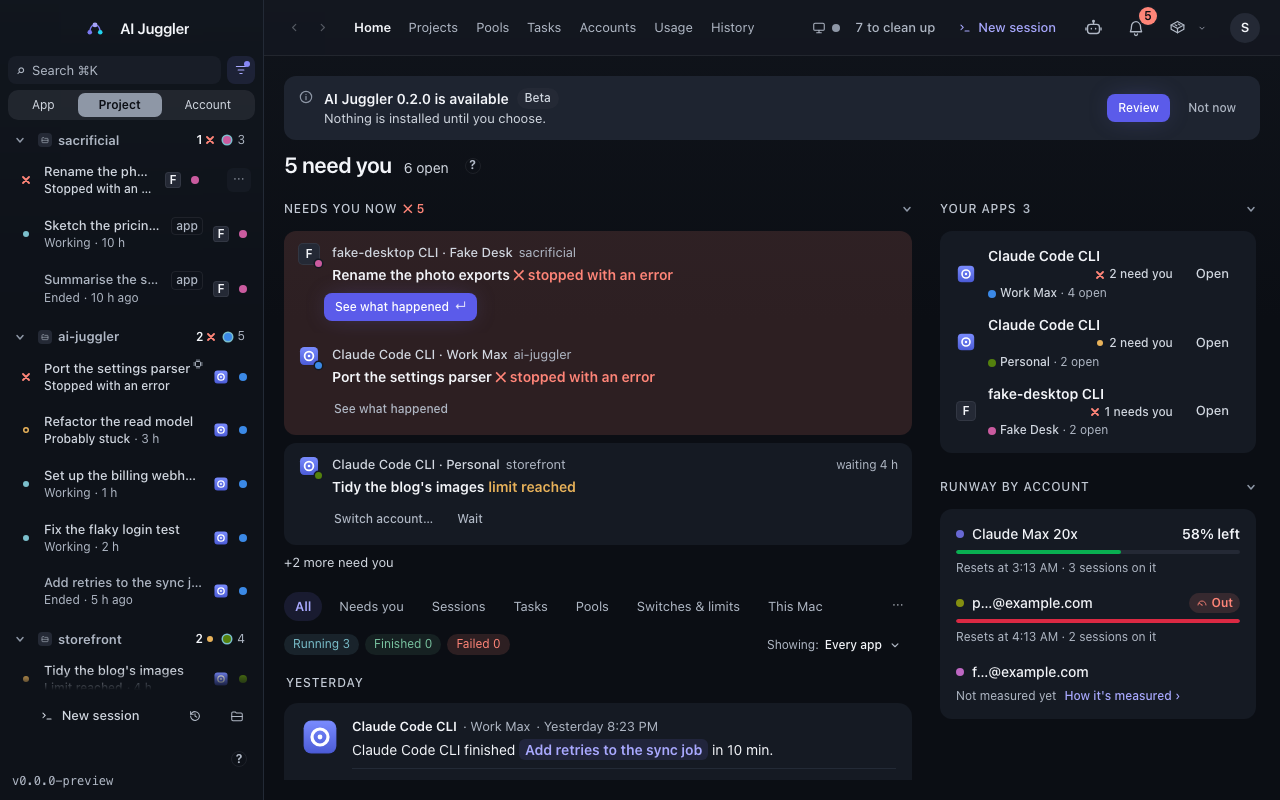 AI Juggler
Search ⌘K
App
Project
Account
sacrificial
1
3
Rename the ph...
Stopped with an ...
F
Sketch the pricin...
app
Working · 10 h
F
Summarise the s...
app
Ended · 10 h ago
F
ai-juggler
2
5
Port the settings parser
Stopped with an error
Refactor the read model
Probably stuck · 3 h
Set up the billing webh...
Working · 1 h
Fix the flaky login test
Working · 2 h
Add retries to the sync j...
Ended · 5 h ago
storefront
2
4
Tidy the blog's images
Limit reached · 4 h
New session
?
v0.0.0-preview
Home
Projects
Pools
Tasks
Accounts
Usage
History
7 to clean up
New session
5
S
AI Juggler 0.2.0 is available
Beta
Nothing is installed until you choose.
Review
Not now
5 need you
6 open
?
NEEDS YOU NOW
5
F
fake-desktop CLI · Fake Desk sacrificial
Rename the photo exports stopped with an error
See what happened
Claude Code CLI · Work Max ai-juggler
Port the settings parser stopped with an error
See what happened
Claude Code CLI · Personal storefront
waiting 4 h
Tidy the blog's images limit reached
Switch account...
Wait
+2 more need you
All
Needs you
Sessions
Tasks
Pools
Switches & limits
This Mac
Running 3
Finished 0
Failed 0
Showing: Every app
YESTERDAY
Claude Code CLI · Work Max · Yesterday 8:23 PM
Claude Code CLI finished Add retries to the sync job in 10 min.
YOUR APPS 3
Claude Code CLI
2 need you
Open
Work Max · 4 open
Claude Code CLI
2 need you
Open
Personal · 2 open
F
fake-desktop CLI
1 needs you
Open
Fake Desk · 2 open
RUNWAY BY ACCOUNT
Claude Max 20x
58% left
Resets at 3:13 AM · 3 sessions on it
p...@example.com
Out
Resets at 4:13 AM · 2 sessions on it
f...@example.com
Not measured yet
How it's measured ›